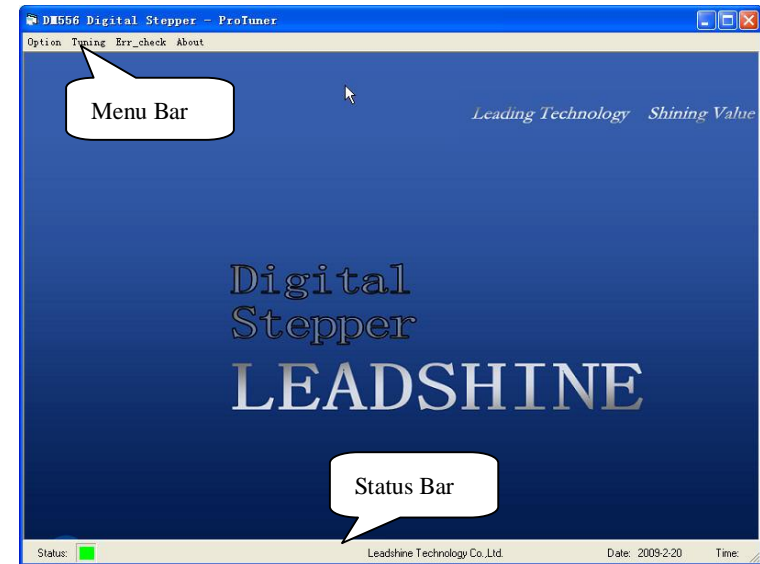 DM556 Digital Stepper - ProTuner
Option Tuning Err_check About
Menu Bar
Leading Technology Shining Value
Digital
Stepper
LEADSHINE
Status Bar
Status: Leadshine Technology Co.,Ltd. Date: 2009-2-20 Time: